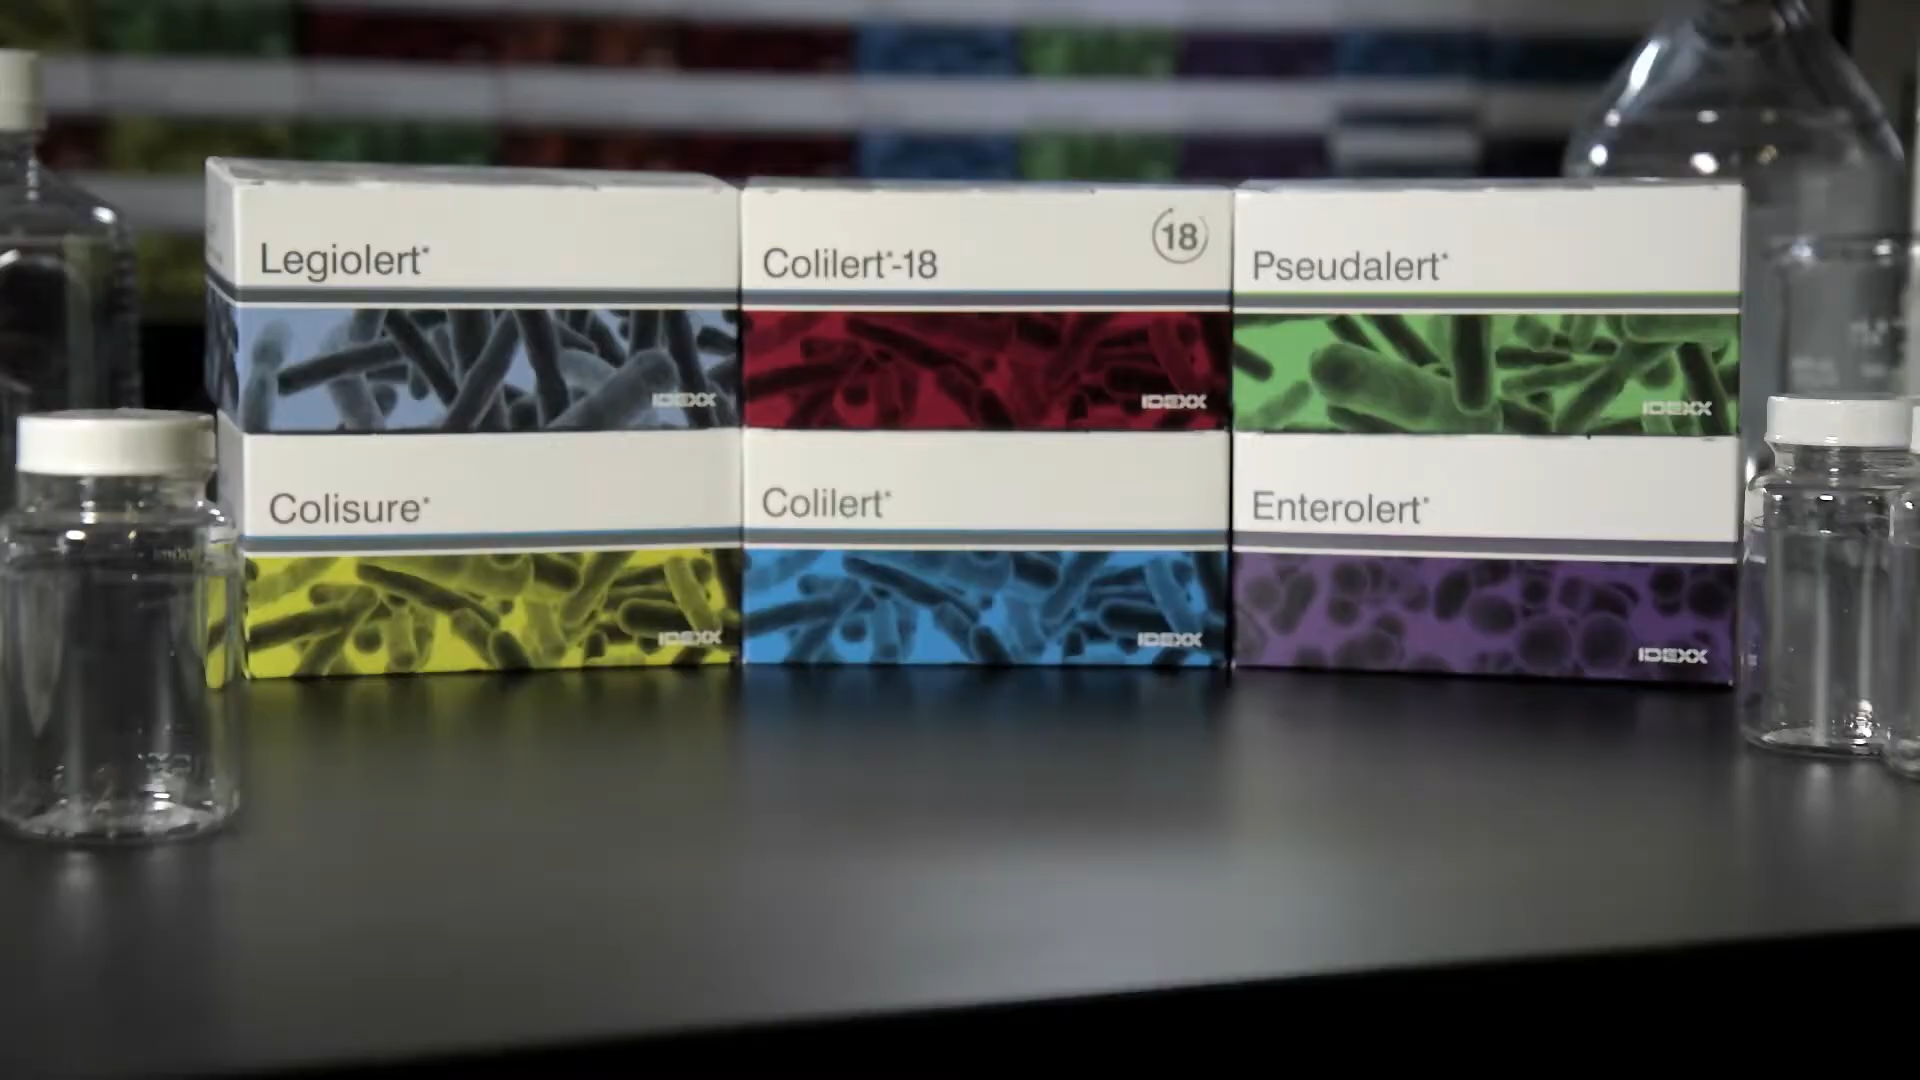 Legiolert*
IDEXX
Colilert*-18
18
IDEXX
Pseudalert*
IDEXX
Colisure*
IDEXX
Colilert*
IDEXX
Enterolert*
IDEXX